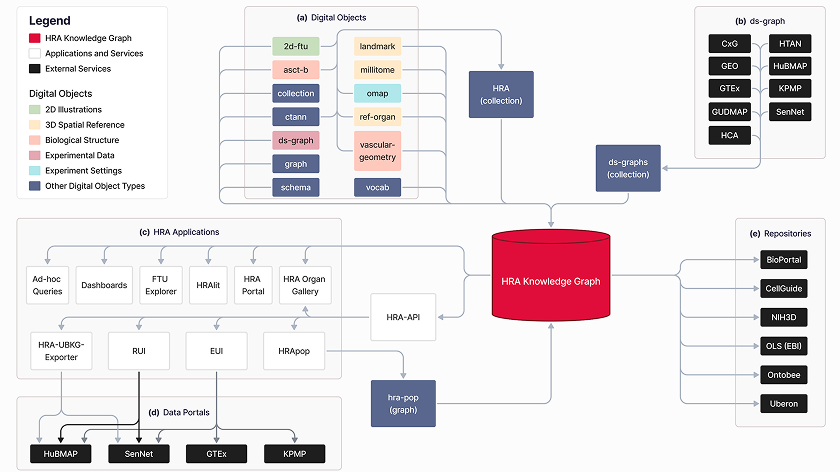 Legend
HRA Knowledge Graph
Applications and Services
External Services
Digital Objects
2D Illustrations
3D Spatial Reference
Biological Structure
Experimental Data
Experiment Settings
Other Digital Object Types
(a) Digital Objects
2d-ftu
asct-b
collection
ctann
ds-graph
graph
schema
landmark
millitome
omap
ref-organ
vascular-
geometry
vocab
HRA
(collection)
ds-graphs
(collection)
(b) ds-graph
CxG
GEO
GTEx
GUDMAP
HCA
HTAN
HuBMAP
KPMP
SenNet
(c) HRA Applications
Ad-hoc
Queries
Dashboards
FTU
Explorer
HRAlit
HRA
Portal
HRA Organ
Gallery
HRA-UBKG-
Exporter
RUI
EUI
HRApop
HRA-API
hra-pop
(graph)
HRA Knowledge Graph
(d) Data Portals
HuBMAP
SenNet
GTEx
KPMP
(e) Repositories
BioPortal
CellGuide
NIH3D
OLS (EBI)
Ontobee
Uberon